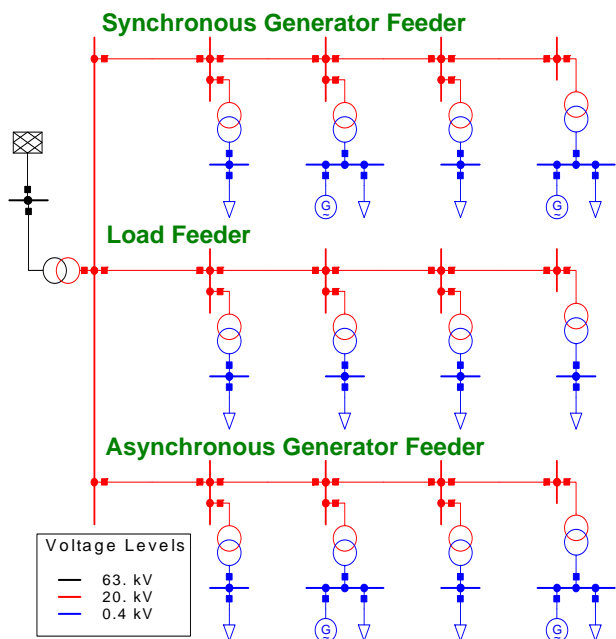 Synchronous Generator Feeder
G
~
G
~
Load Feeder
Asynchronous Generator Feeder
Voltage Levels
63. kV
20. kV
0.4 kV
G
~
G
~